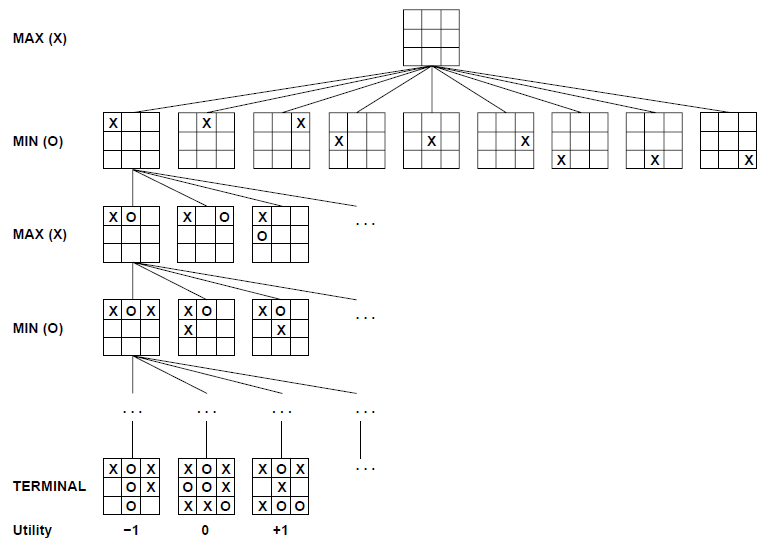 MAX (X)
MIN (O)
X X X X X X X X X
MAX (X)
X O X O X O . . .
MIN (O)
X O X X O X X O X . . .
. . . . . . . . . . . .
TERMINAL
X O X X O X X O X . . .
O X O O X X
O X X O X O O
Utility −1 0 +1